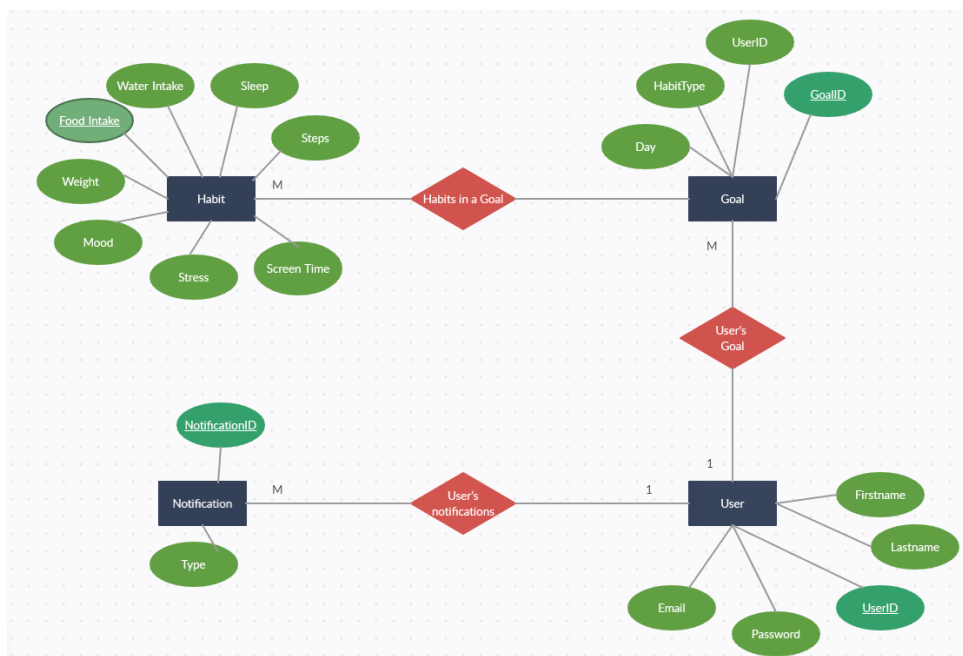 UserID
Water Intake
Sleep
HabitType
GoalID
Food Intake
Steps
Day
Weight
M
Habit
Habits in a Goal
Goal
Mood
M
Stress
Screen Time
User's
Goal
NotificationID
1
M
1
Notification
User's
notifications
User
Firstname
Lastname
Type
Email
UserID
Password